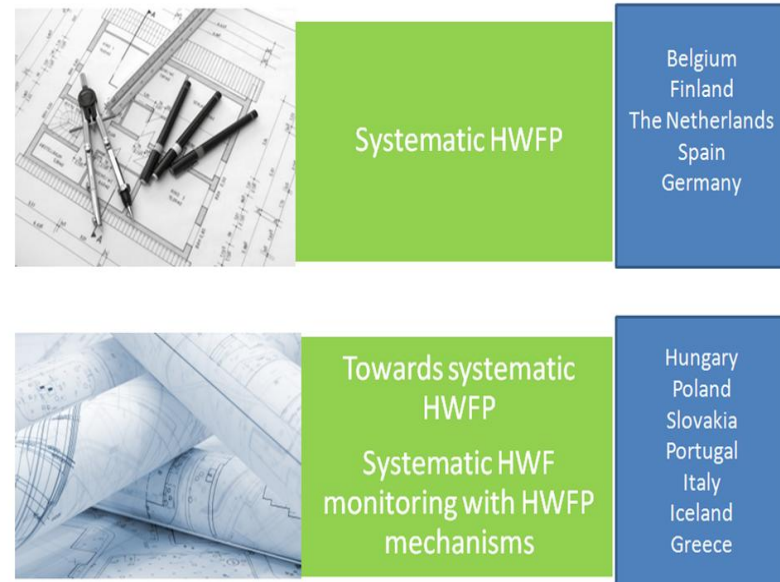 Systematic HWFP
Belgium
Finland
The Netherlands
Spain
Germany
Towards systematic
HWFP
Systematic HWF
monitoring with HWFP
mechanisms
Hungary
Poland
Slovakia
Portugal
Italy
Iceland
Greece